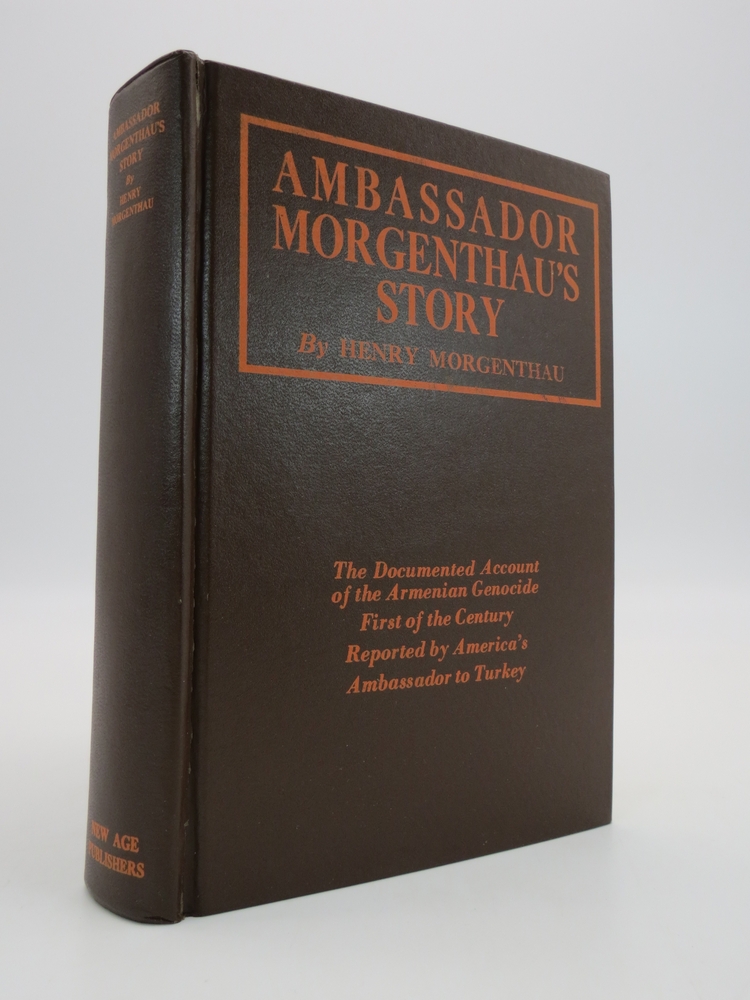 AMBASSADOR
MORGENTHAU'S
STORY
By
HENRY
MORGENTHAU
NEW AGE
PUBLISHERS
AMBASSADOR
MORGENTHAU'S
STORY
By HENRY MORGENTHAU
The Documented Account
of the Armenian Genocide
First of the Century
Reported by America's
Ambassador to Turkey